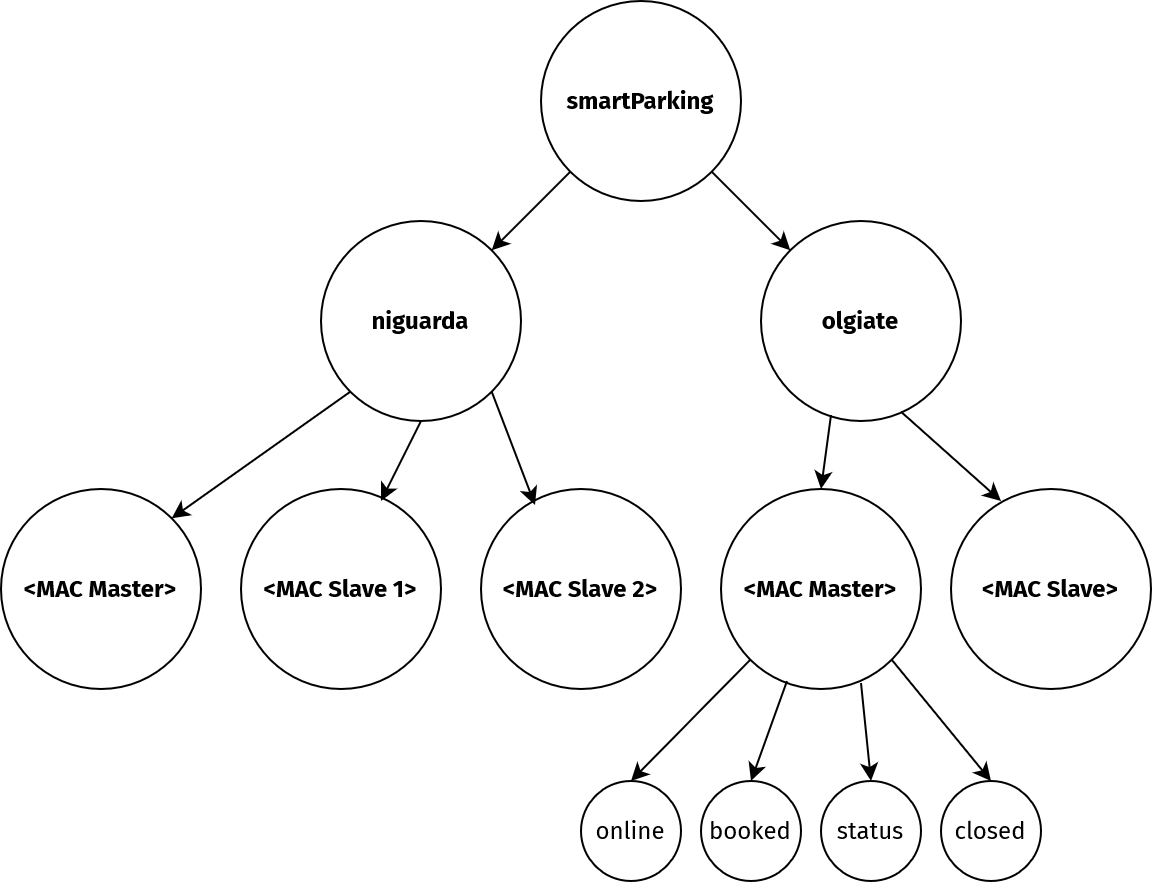 smartParking
niguarda
olgiate
<MAC Master>
<MAC Slave 1>
<MAC Slave 2>
<MAC Master>
<MAC Slave>
online
booked
status
closed